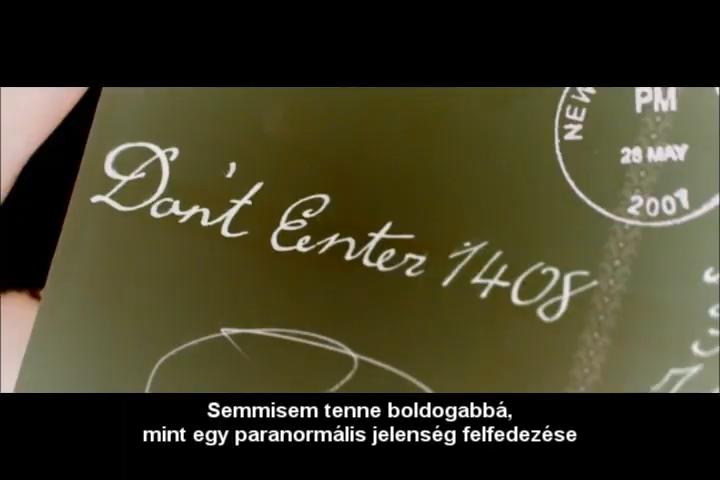 NEW
PM
28 MAY
2007
Don't Enter 1408
Semmisem tenne boldogabbá,
mint egy paranormális jelenség felfedezése